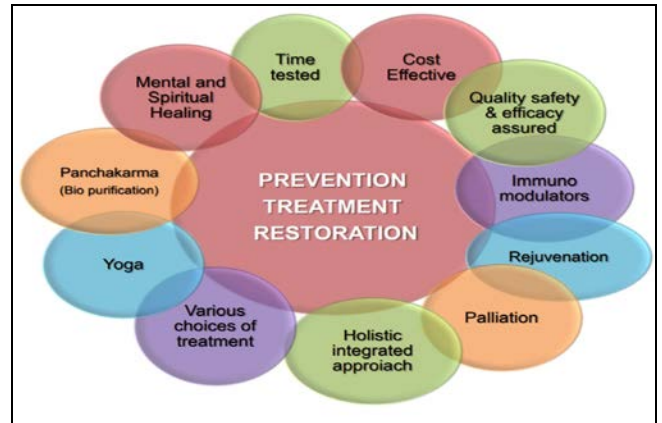 PREVENTION
TREATMENT
RESTORATION
Time
tested
Cost
Effective
Quality safety
& efficacy
assured
Immuno
modulators
Rejuvenation
Palliation
Holistic
integrated
approiach
Various
choices of
treatment
Yoga
Panchakarma
(Bio purification)
Mental and
Spiritual
Healing